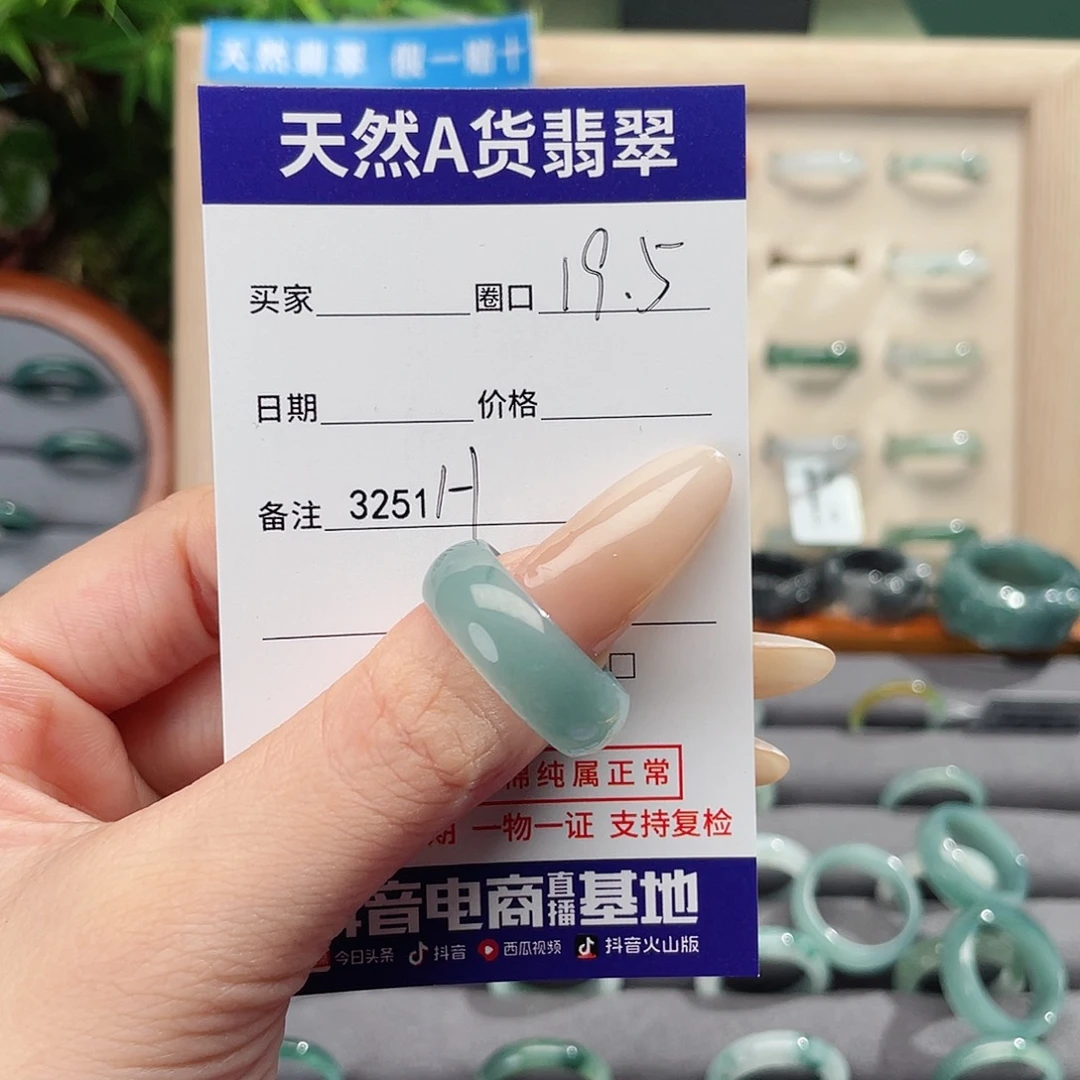 天然翡翠 假一赔十
天然A货翡翠
买家 圈口 19.5
日期 价格
备注 3251
棉纯属正常
期 一物一证 支持复检
抖音电商直播基地
今日头条 抖音 西瓜视频 抖音火山版